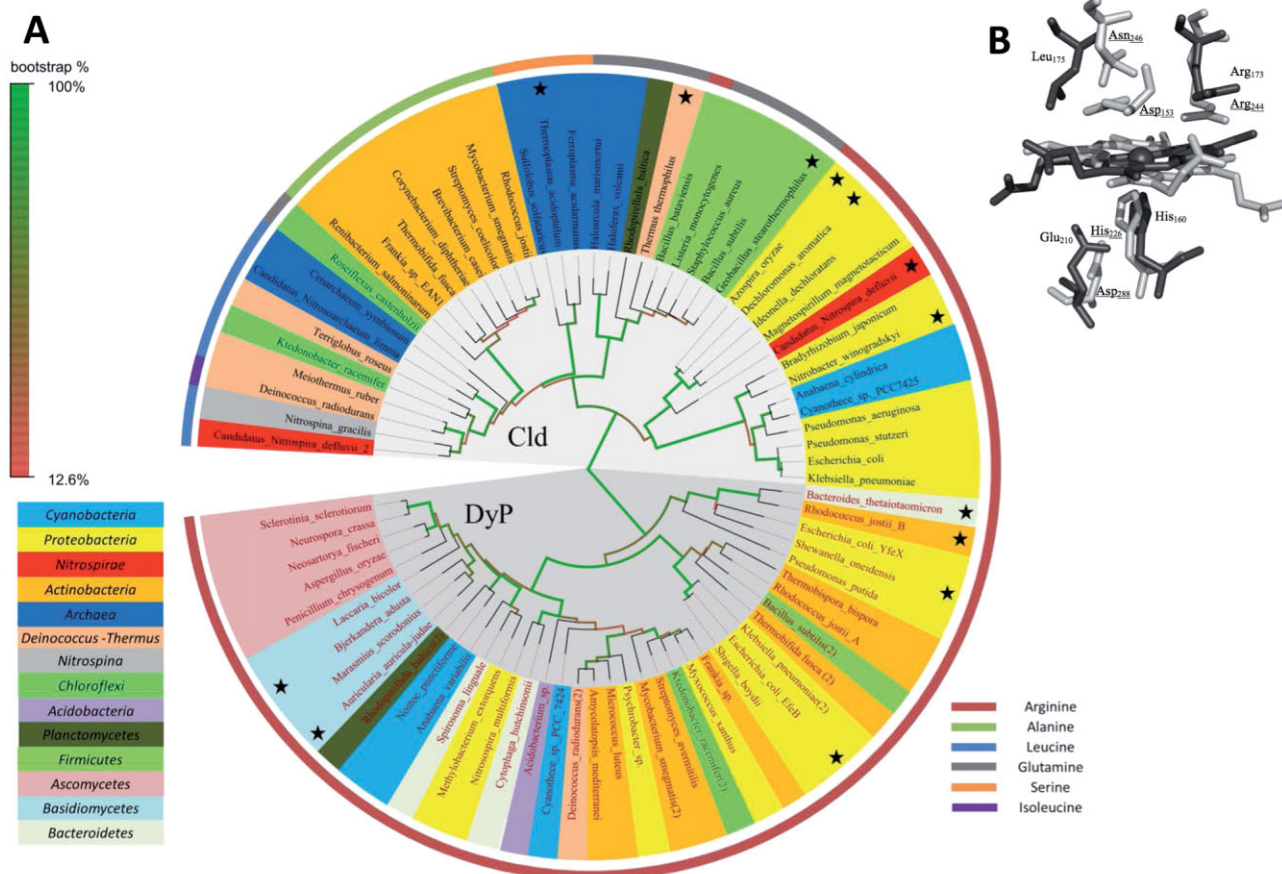 A
bootstrap %
100%
12.6%
Cyanobacteria
Proteobacteria
Nitrospirae
Actinobacteria
Archaea
Deinococcus -Thermus
Nitrospina
Chloroflexi
Acidobacteria
Planctomycetes
Firmicutes
Ascomycetes
Basidiomycetes
Bacteroidetes
Cld
Candidatus_Nitrospira_defluvii_2
Nitrospina_gracilis
Deinococcus_radiodurans
Meiothermus_ruber
Ktedonobacter_racemifer
Terriglobus_roseus
Candidatus_Nitrosoarchaeum_limnia
Cenarchaeum_symbiosum
Roseiflexus_castenholzii
Renibacterium_salmoninarum
Frankia_sp._EAN1
Thermobifida_fusca
Corynebacterium_diphtheriae
Brevibacterium_casei
Streptomyces_coelicolor
Mycobacterium_smegmatis
Rhodococcus_jostii
Sulfolobus_solfataricus
Thermoplasma_acidophilum
Ferroplasma_acidarmanus
Haloarcula_marismortui
Haloferax_volcanii
Rhodopirellula_baltica
Thermus_thermophilus
Bacillus_bataviensis
Listeria_monocytogenes
Staphylococcus_aureus
Bacillus_subtilis
Geobacillus_stearothermophilus
Azospira_oryzae
Dechloromonas_aromatica
Ideonella_dechloratans
Magnetospirillum_magnetotacticum
Candidatus_Nitrospira_defluvii
Bradyrhizobium_japonicum
Nitrobacter_winogradskyi
Anabaena_cylindrica
Cyanothece_sp._PCC7425
Pseudomonas_aeruginosa
Pseudomonas_stutzeri
Escherichia_coli
Klebsiella_pneumoniae
DyP
Bacteroides_thetaiotaomicron
Rhodococcus_jostii_B
Escherichia_coli_YfeX
Shewanella_oneidensis
Pseudomonas_putida
Thermobispora_bispora
Rhodococcus_jostii_A
Bacillus_subtilis(2)
Thermobifida_fusca (2)
Klebsiella_pneumoniae(2)
Escherichia_coli_EfeB
Shigella_boydii
Frankia_sp.
Myxococcus_xanthus
Ktedonobacter_racemifer(2)
Streptomyces_avermitilis
Mycobacterium_smegmatis(2)
Psychrobacter_sp.
Micrococcus_luteus
Amycolatopsis_mediterranei
Deinococcus_radiodurans(2)
Cyanothece_sp._PCC_7424
Acidobacterium_sp.
Cytophaga_hutchinsonii
Nitrosospira_multiformis
Methylobacterium_extorquens
Spirosoma_linguale
Anabaena_variabilis
Nostoc_punctiforme
Rhodopirellula_baltica(2)
Auricularia_auricula-judae
Marasmius_scorodonius
Bjerkandera_adusta
Laccaria_bicolor
Penicillium_chrysogenum
Aspergillus_oryzae
Neosartorya_fischeri
Neurospora_crassa
Sclerotinia_sclerotiorum
Arginine
Alanine
Leucine
Glutamine
Serine
Isoleucine
B
Asn246
Leu175
Arg173
Asp153
Arg244
His160
Glu210
His226
Asp288